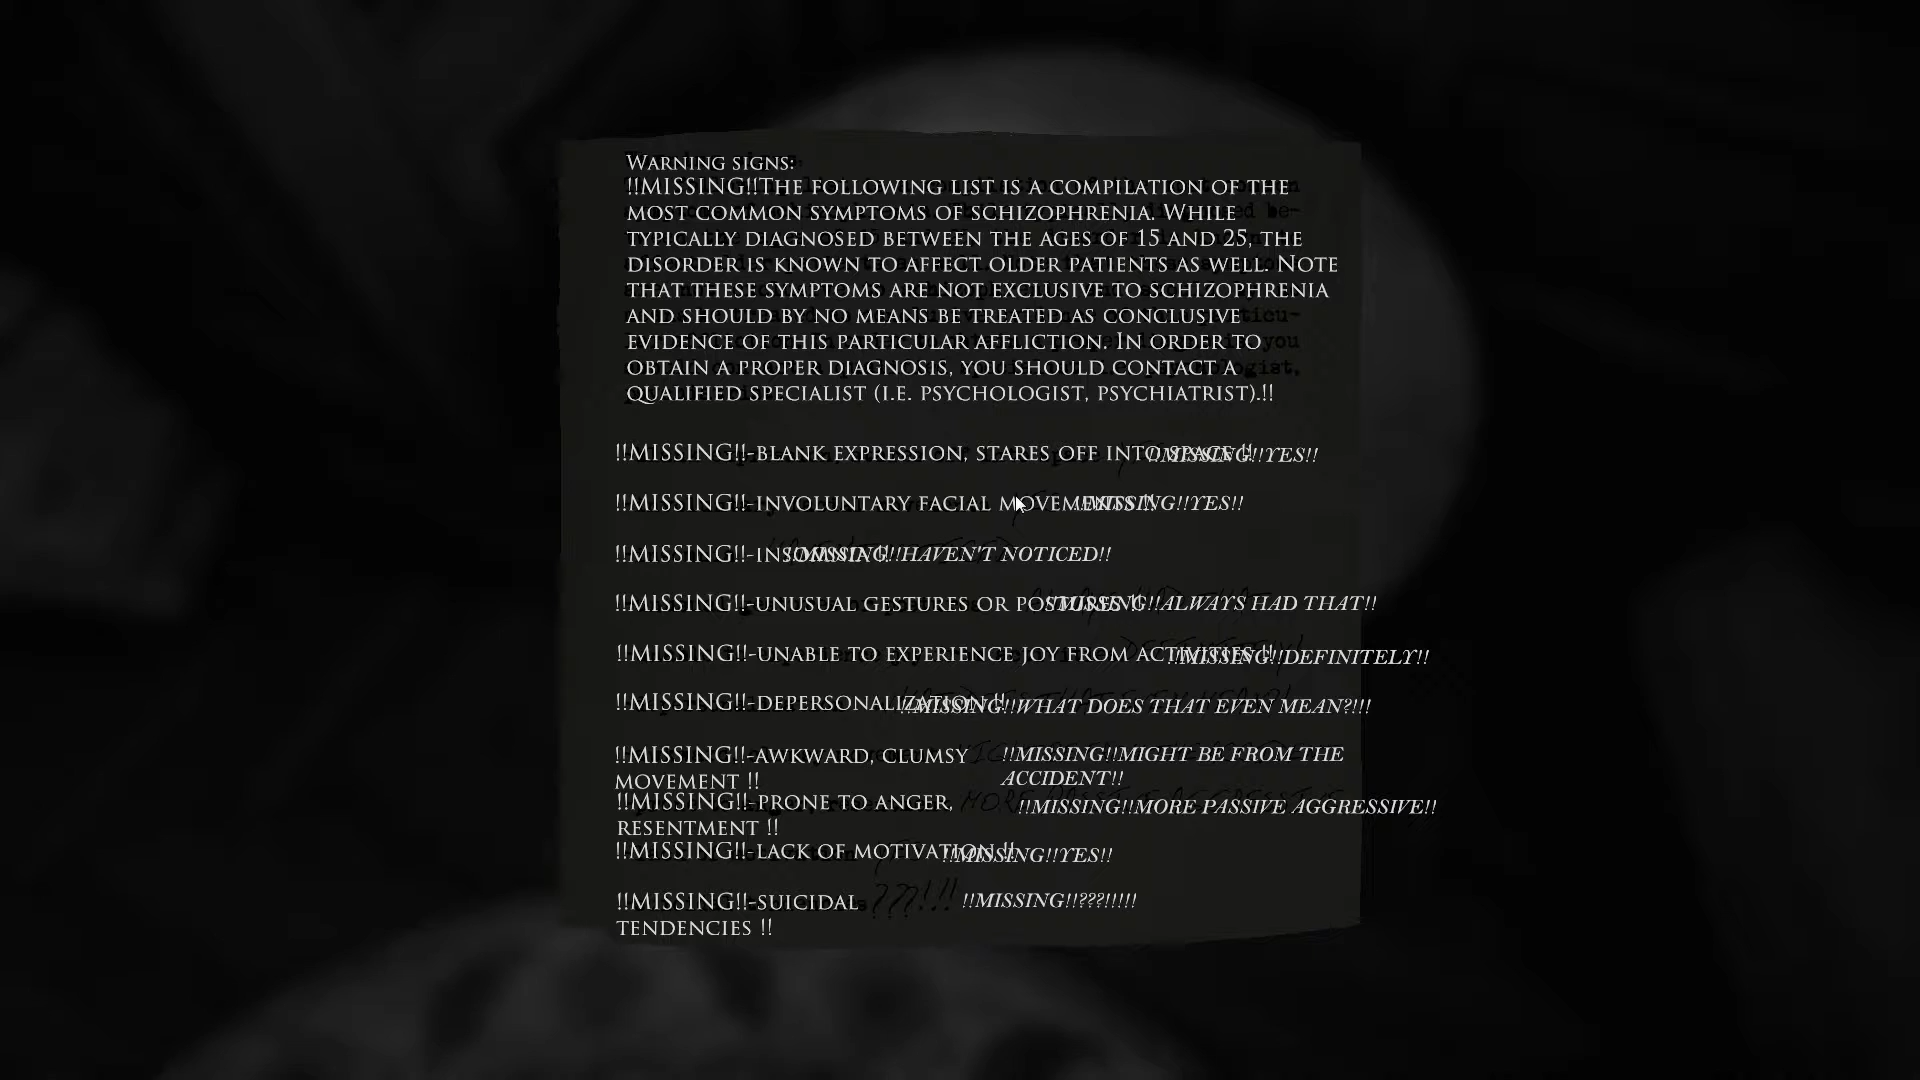 Warning signs:
!!MISSING!!The following list is a compilation of the
most common symptoms of schizophrenia. While
typically diagnosed between the ages of 15 and 25, the
disorder is known to affect older patients as well. Note
that these symptoms are not exclusive to schizophrenia
and should by no means be treated as conclusive
evidence of this particular affliction. In order to
obtain a proper diagnosis, you should contact a
qualified specialist (i.e. psychologist, psychiatrist).!!
!!MISSING!!-blank expression, stares off into space !! !!MISSING!!YES!!
!!MISSING!!-involuntary facial movements !! !!MISSING!!YES!!
!!MISSING!!-insomnia !! !!MISSING!!HAVEN'T NOTICED!!
!!MISSING!!-unusual gestures or postures !! !!MISSING!!ALWAYS HAD THAT!!
!!MISSING!!-unable to experience joy from activities !! !!MISSING!!DEFINITELY!!
!!MISSING!!-depersonalization !! !!MISSING!!WHAT DOES THAT EVEN MEAN?!!!
!!MISSING!!-awkward, clumsy !!MISSING!!MIGHT BE FROM THE
movement !! ACCIDENT!!
!!MISSING!!-prone to anger, !!MISSING!!MORE PASSIVE AGGRESSIVE!!
resentment !!
!!MISSING!!-lack of motivation !! !!MISSING!!YES!!
!!MISSING!!-suicidal ???!!! !!MISSING!!???!!!!!
tendencies !!